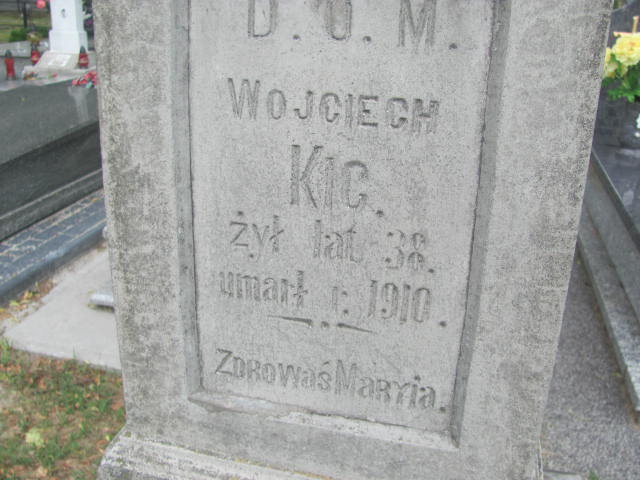 D. O. M.
WOJCIECH
KIC.
żył lat 38.
umarł r. 1910.
ZDROWAŚ MARYIA.